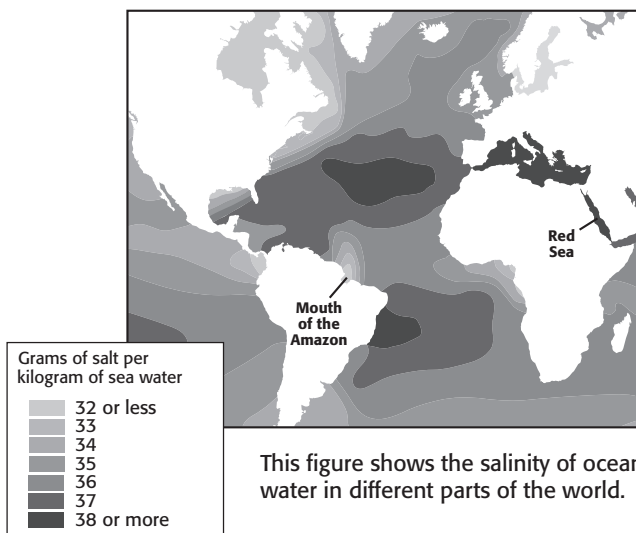 Red
Sea
Mouth
of the
Amazon
Grams of salt per
kilogram of sea water
32 or less
33
34
35
36
37
38 or more
This figure shows the salinity of ocean
water in different parts of the world.